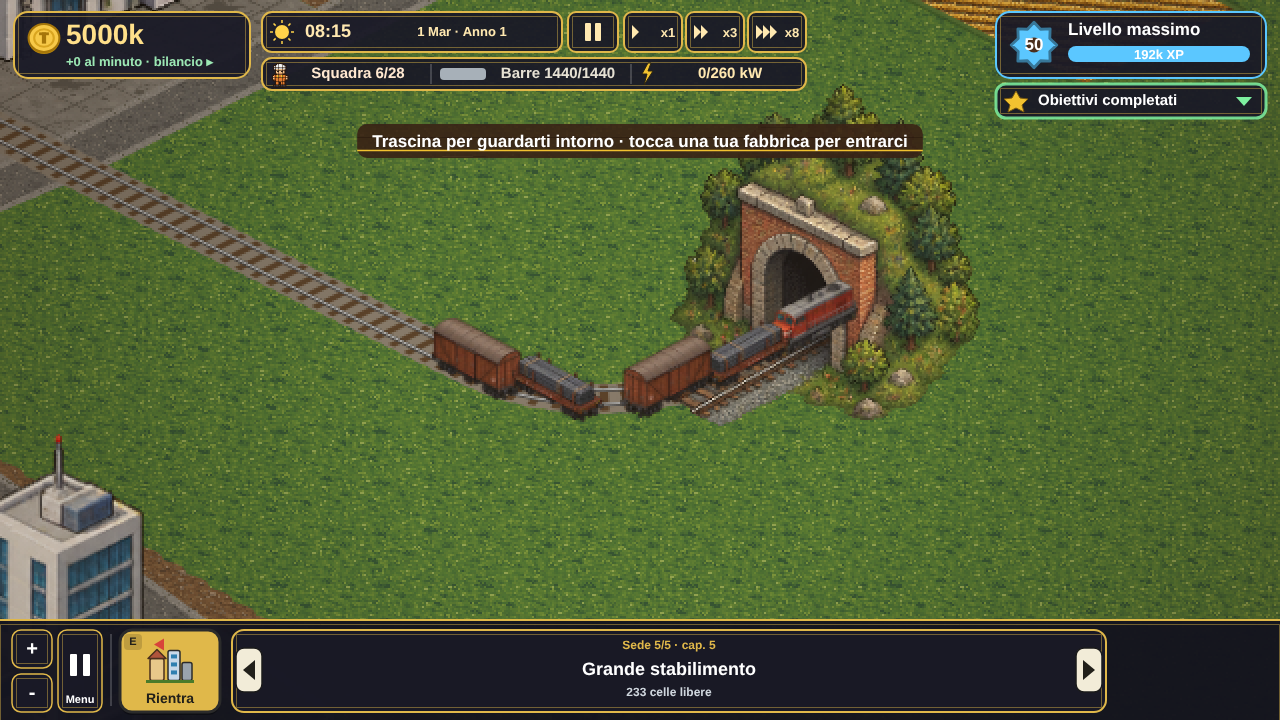 5000k
+0 al minuto · bilancio ▸
08:15
1 Mar · Anno 1
x1
x3
x8
Squadra 6/28
Barre 1440/1440
0/260 kW
50
Livello massimo
192k XP
Obiettivi completati
Trascina per guardarti intorno · tocca una tua fabbrica per entrarci
+
-
Menu
E
Rientra
Sede 5/5 · cap. 5
Grande stabilimento
233 celle libere